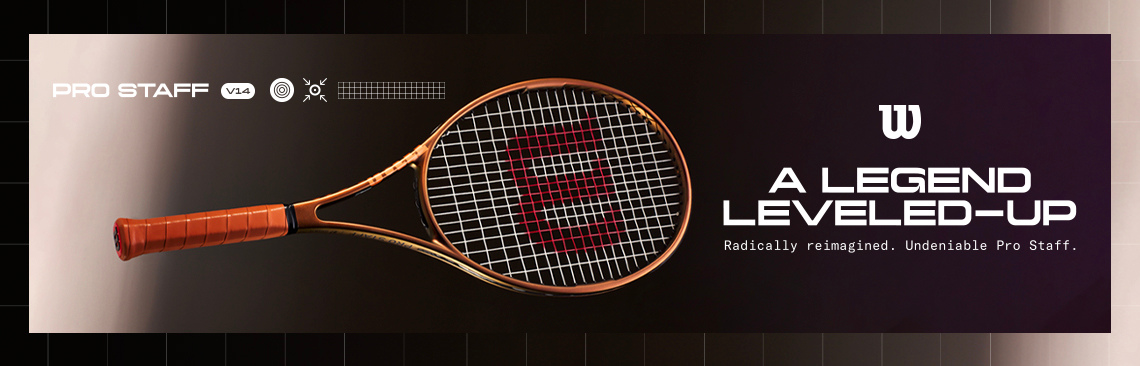 PRO STAFF V14
W
A LEGEND
LEVELED-UP
Radically reimagined. Undeniable Pro Staff.